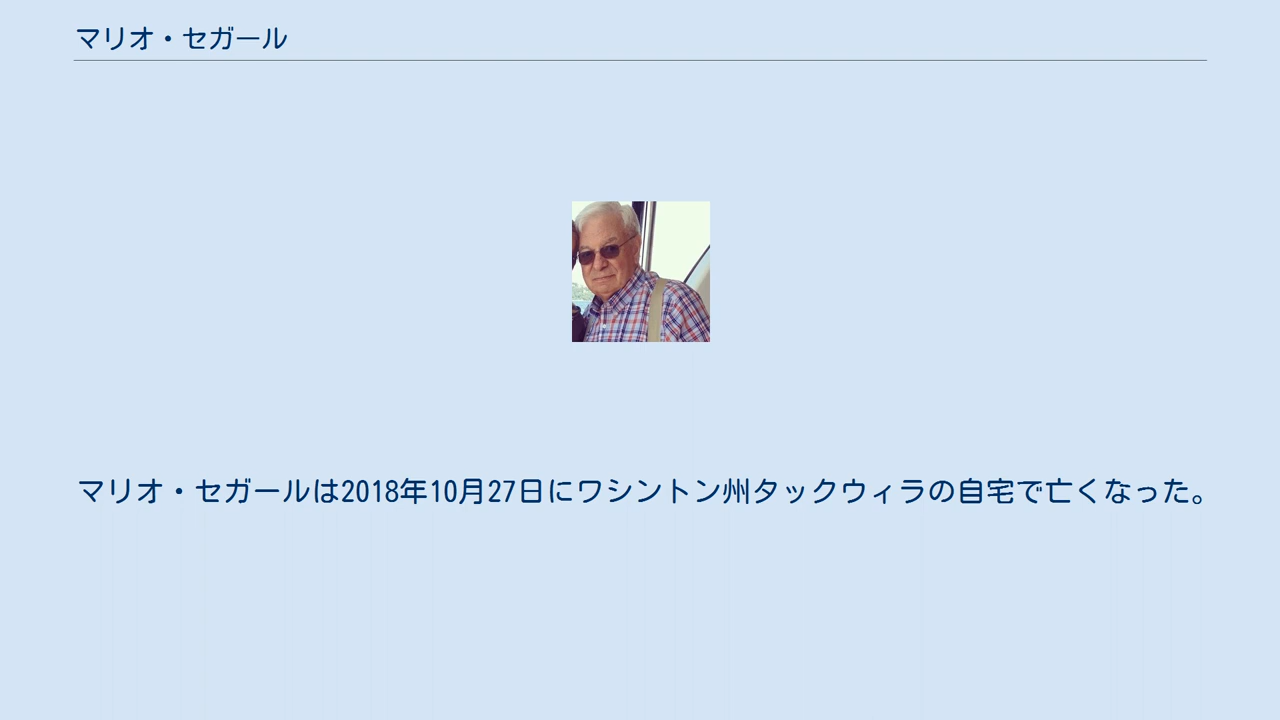 マリオ・セガール
マリオ・セガールは2018年10月27日にワシントン州タックウィラの自宅で亡くなった。